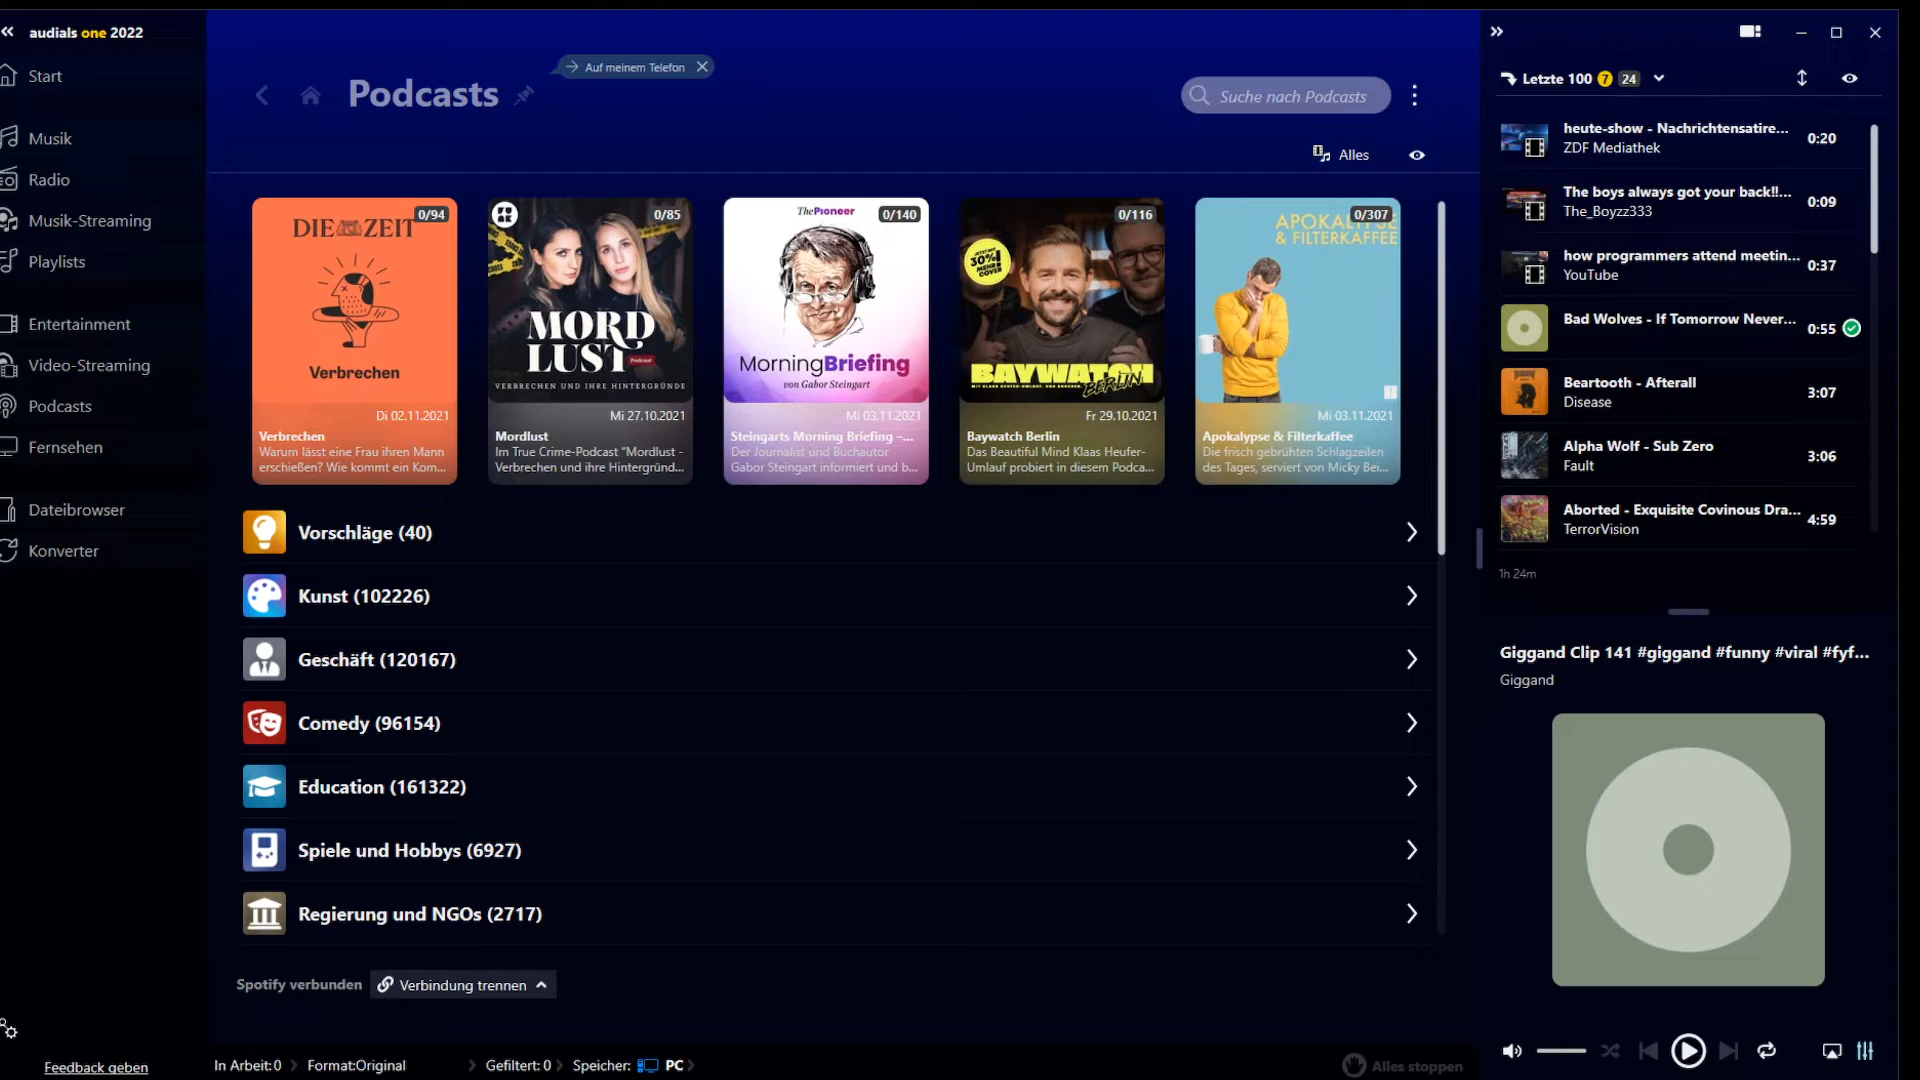 audials one 2022
Start
Musik
Radio
Musik-Streaming
Playlists
Entertainment
Video-Streaming
Podcasts
Fernsehen
Dateibrowser
Konverter
Feedback geben
Podcasts
Auf meinem Telefon
Suche nach Podcasts
Alles
DIE ZEIT
0/94
Verbrechen
Di 02.11.2021
Verbrechen
Warum lässt eine Frau ihren Mann
erschießen? Wie kommt ein Kom...
0/85
MORD
LUST
Podcast
VERBRECHEN UND IHRE HINTERGRÜNDE
Mi 27.10.2021
Mordlust
Im True Crime-Podcast "Mordlust -
Verbrechen und ihre Hintergründ...
ThePioneer
0/140
MorningBriefing
von Gabor Steingart
Mi 03.11.2021
Steingarts Morning Briefing –...
Der Journalist und Buchautor
Gabor Steingart informiert und b...
0/116
JETZT MIT
30%!
MEHR
COVER
BAYWATCH
BERLIN
Fr 29.10.2021
Baywatch Berlin
Das Beautiful Mind Klaas Heufer-
Umlauf probiert in diesem Podca...
0/307
APOKALYPSE
& FILTERKAFFEE
Mi 03.11.2021
Apokalypse & Filterkaffee
Die frisch gebrühten Schlagzeilen
des Tages, serviert von Micky Bei...
Vorschläge (40)
Kunst (102226)
Geschäft (120167)
Comedy (96154)
Education (161322)
Spiele und Hobbys (6927)
Regierung und NGOs (2717)
Spotify verbunden
Verbindung trennen
In Arbeit: 0
Format:Original
Gefiltert: 0
Speicher:
PC
Alles stoppen
Letzte 100 7 24
heute-show - Nachrichtensatire...
ZDF Mediathek
0:20
The boys always got your back!!...
The_Boyzz333
0:09
how programmers attend meetin...
YouTube
0:37
Bad Wolves - If Tomorrow Never...
0:55
Beartooth - Afterall
Disease
3:07
Alpha Wolf - Sub Zero
Fault
3:06
Aborted - Exquisite Covinous Dra...
TerrorVision
4:59
1h 24m
Giggand Clip 141 #giggand #funny #viral #fyf...
Giggand